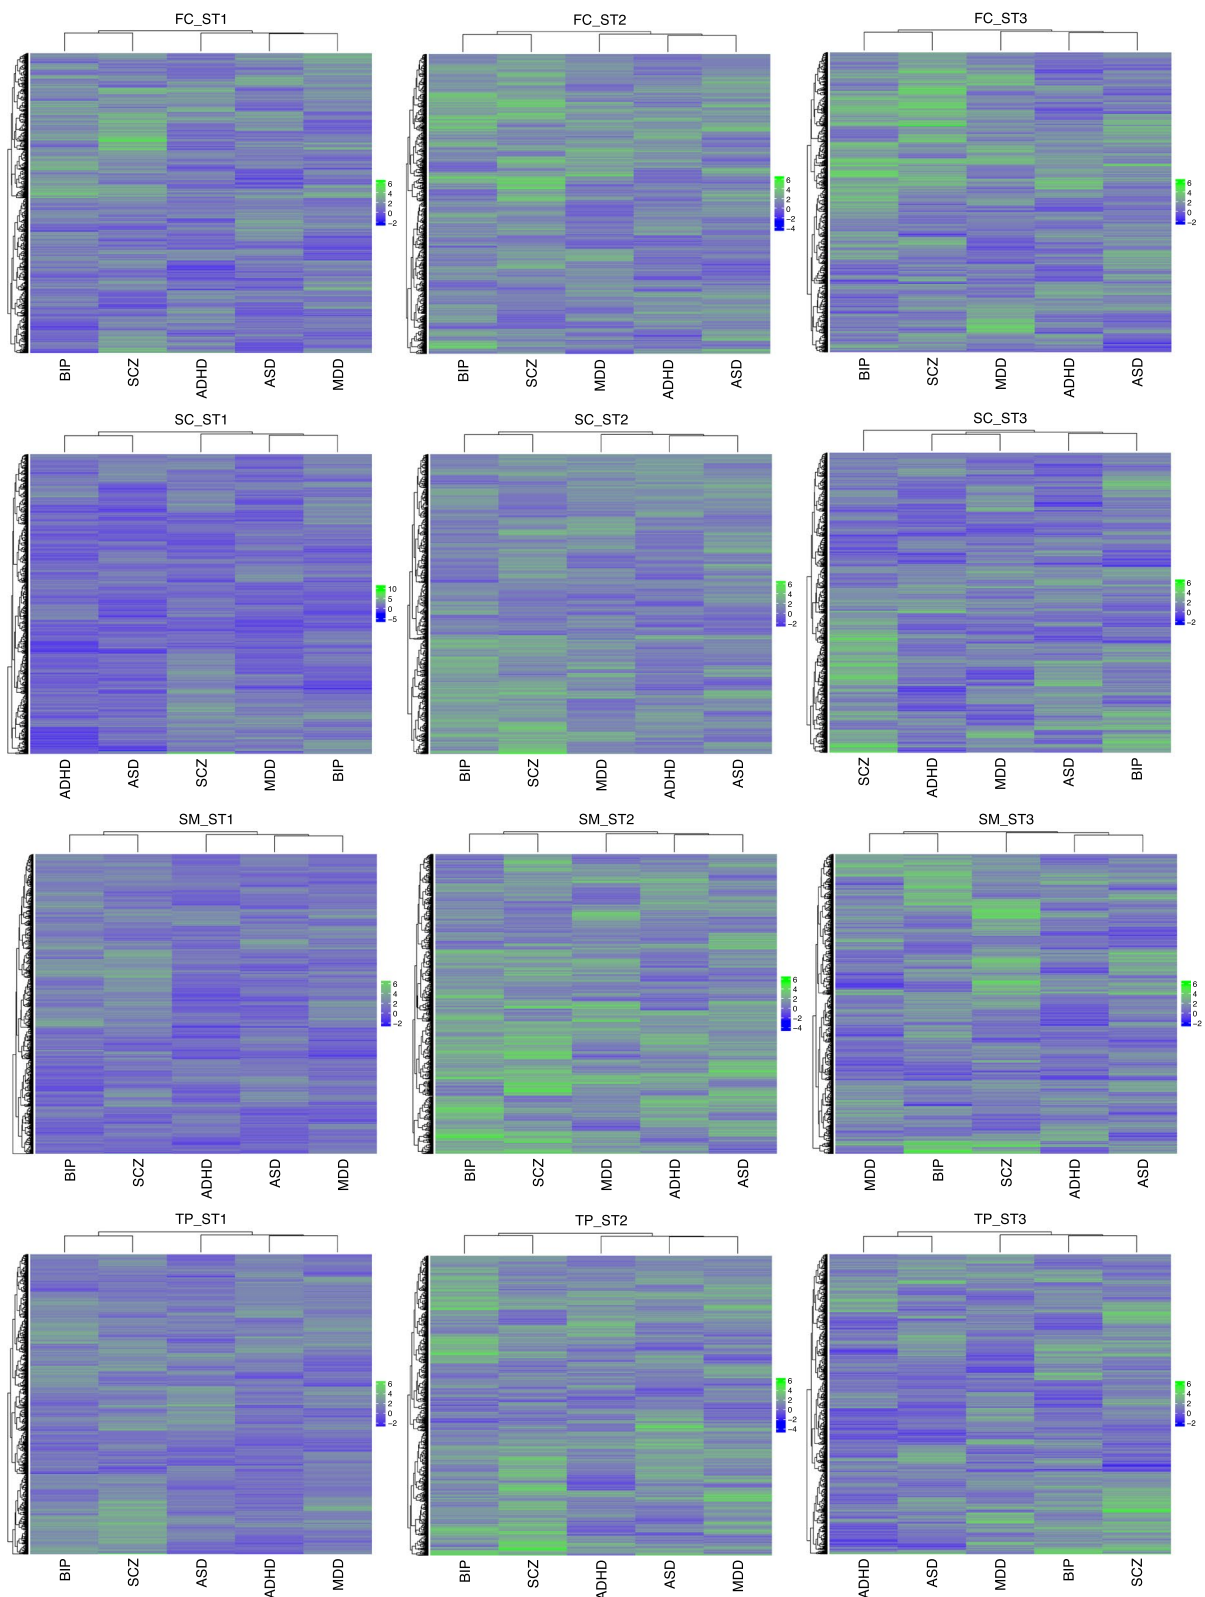 FC_ST1
FC_ST2
FC_ST3
6
4
2
0
−2
6
4
2
0
−2
−4
6
4
2
0
−2
BIP SCZ ADHD ASD MDD
BIP SCZ MDD ADHD ASD
BIP SCZ MDD ADHD ASD
SC_ST1
SC_ST2
SC_ST3
10
5
0
−5
6
4
2
0
−2
6
4
2
0
−2
ADHD ASD SCZ MDD BIP
BIP SCZ MDD ADHD ASD
SCZ ADHD MDD ASD BIP
SM_ST1
SM_ST2
SM_ST3
6
4
2
0
−2
6
4
2
0
−2
−4
6
4
2
0
−2
BIP SCZ ADHD ASD MDD
BIP SCZ MDD ADHD ASD
MDD BIP SCZ ADHD ASD
TP_ST1
TP_ST2
TP_ST3
6
4
2
0
−2
6
4
2
0
−2
−4
6
4
2
0
−2
BIP SCZ ASD ADHD MDD
BIP SCZ ADHD ASD MDD
ADHD ASD MDD BIP SCZ